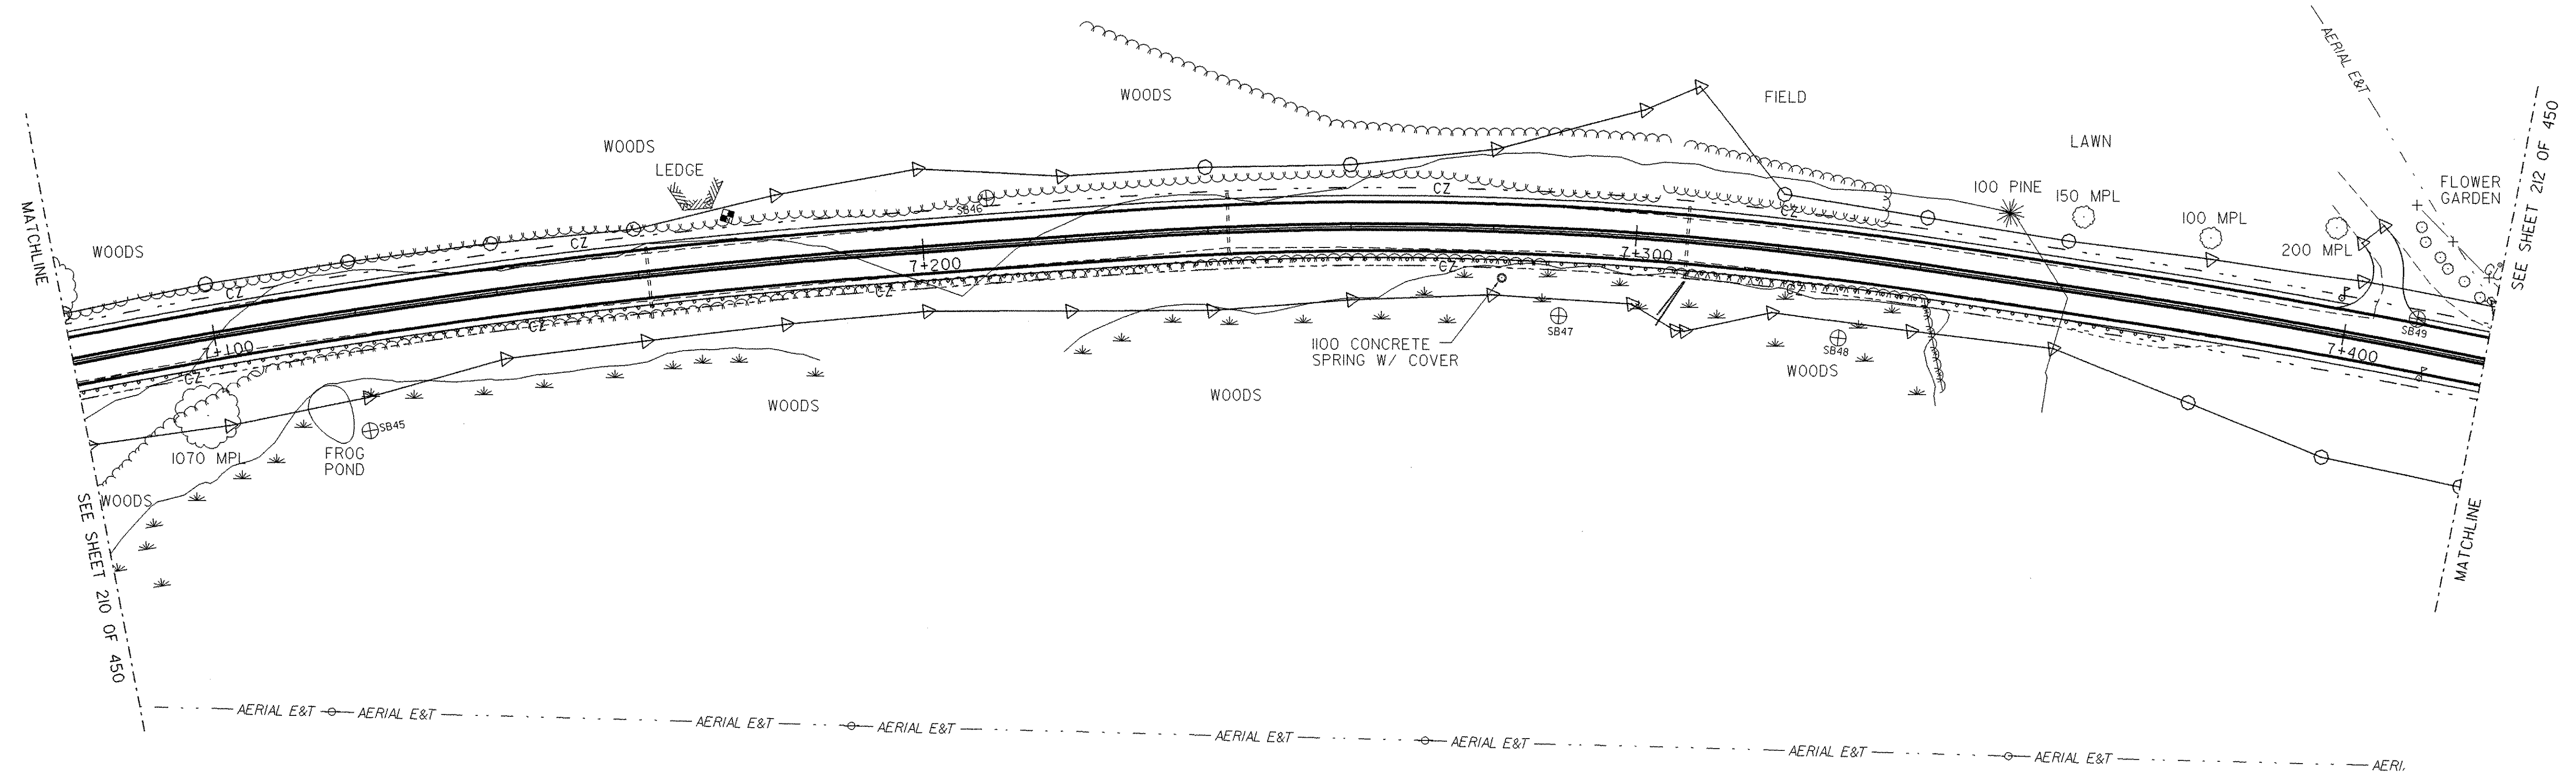 AERIAL E&T
WOODS
FIELD
SEE SHEET 212 OF 450
LAWN
WOODS
LEDGE
100 PINE
150 MPL
FLOWER
GARDEN
MATCHLINE
CZ
SB46
CZ
100 MPL
WOODS
CZ
200 MPL
7+200
7+300
CZ
CZ
CZ
CZ
1100 CONCRETE
SPRING W/ COVER
SB47
SB48
SB49
7+100
CZ
7+400
CZ
WOODS
WOODS
WOODS
SB45
1070 MPL
FROG
POND
WOODS
SEE SHEET 210 OF 450
MATCHLINE
AERIAL E&T
AERIAL E&T
AERIAL E&T
AERIAL E&T
AERIAL E&T
AERIAL E&T
AERIAL E&T
AERIAL E&T
AERI.